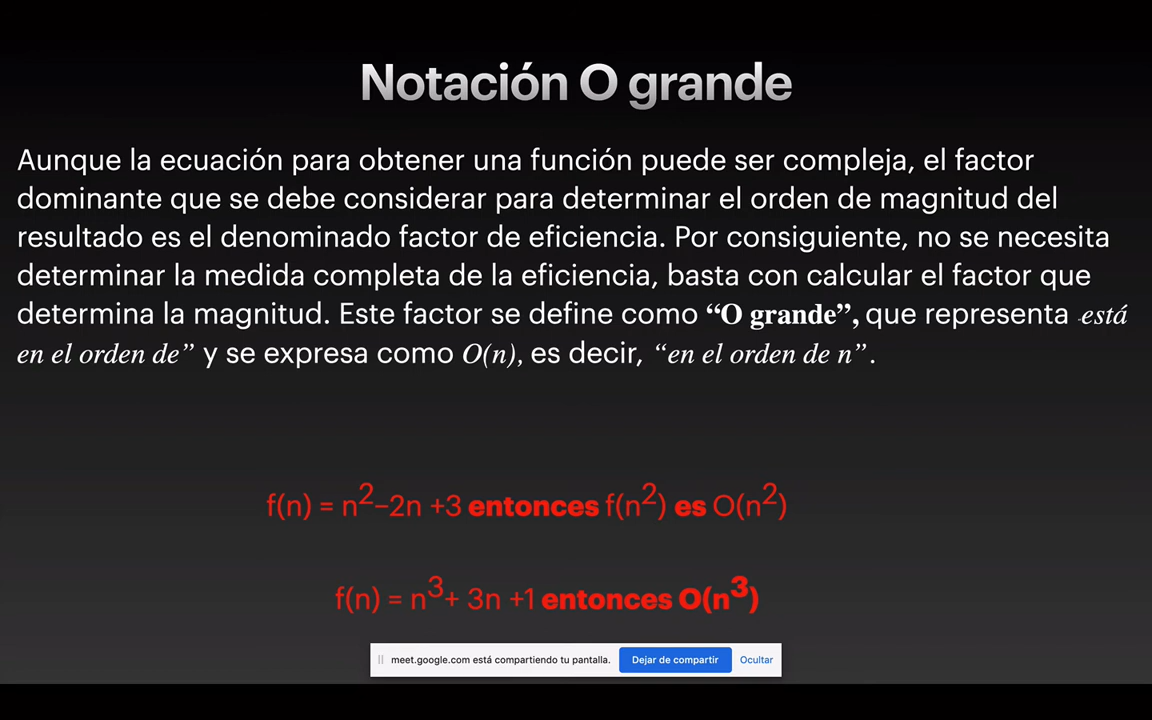 Notación O grande
Aunque la ecuación para obtener una función puede ser compleja, el factor
dominante que se debe considerar para determinar el orden de magnitud del
resultado es el denominado factor de eficiencia. Por consiguiente, no se necesita
determinar la medida completa de la eficiencia, basta con calcular el factor que
determina la magnitud. Este factor se define como “O grande”, que representa está
en el orden de” y se expresa como O(n), es decir, “en el orden de n”.
f(n) = n²–2n +3 entonces f(n²) es O(n²)
f(n) = n³+ 3n +1 entonces O(n³)
meet.google.com está compartiendo tu pantalla. Dejar de compartir Ocultar